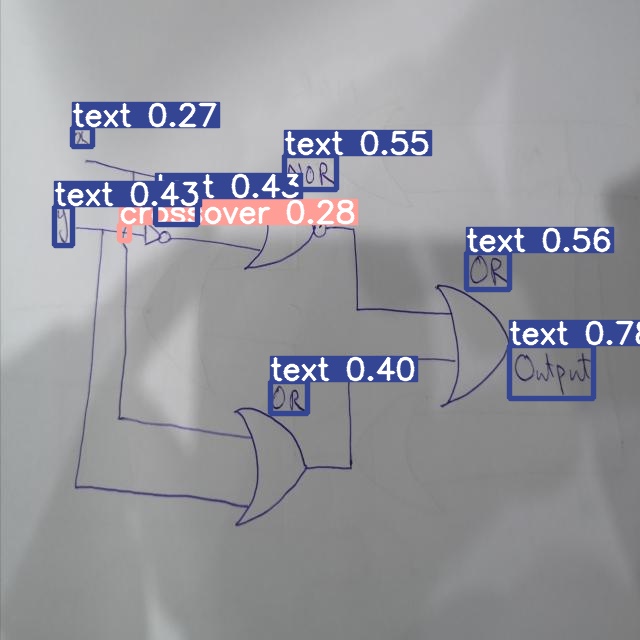 text 0.27
x
text 0.55
NOR
text 0.43
t 0.43
crossover 0.28
y
text 0.56
OR
text 0.78
Output
text 0.40
OR